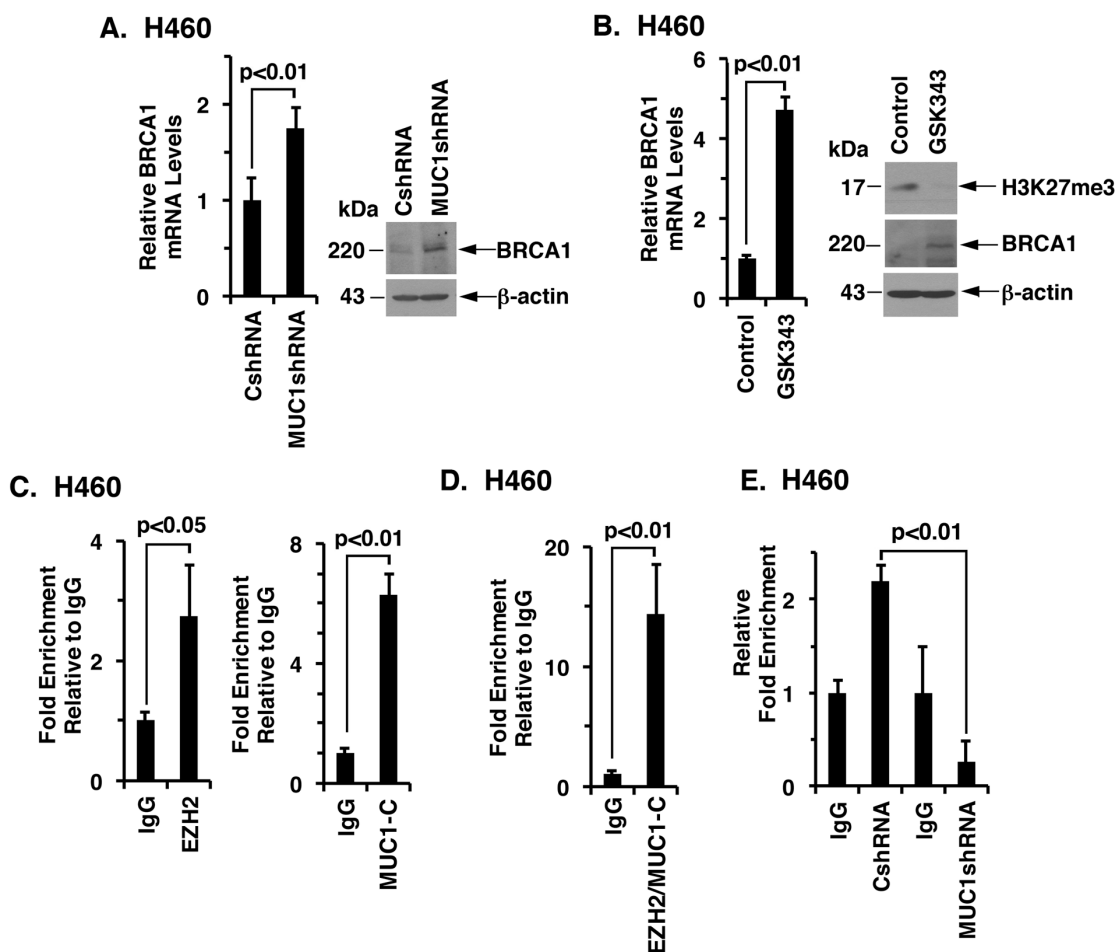 A. H460
Relative BRCA1
mRNA Levels
2
1
0
p<0.01
CshRNA
MUC1shRNA
kDa
CshRNA
MUC1shRNA
220
BRCA1
43
β-actin
B. H460
Relative BRCA1
mRNA Levels
6
4
2
0
p<0.01
Control
GSK343
kDa
Control
GSK343
17
H3K27me3
220
BRCA1
43
β-actin
C. H460
Fold Enrichment
Relative to IgG
4
2
0
p<0.05
IgG
EZH2
Fold Enrichment
Relative to IgG
8
4
0
p<0.01
IgG
MUC1-C
D. H460
Fold Enrichment
Relative to IgG
20
10
0
p<0.01
IgG
EZH2/MUC1-C
E. H460
Relative
Fold Enrichment
2
1
0
p<0.01
IgG
CshRNA
IgG
MUC1shRNA